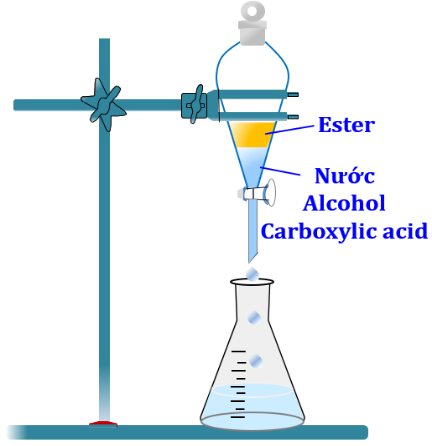 Ester
Nước
Alcohol
Carboxylic acid